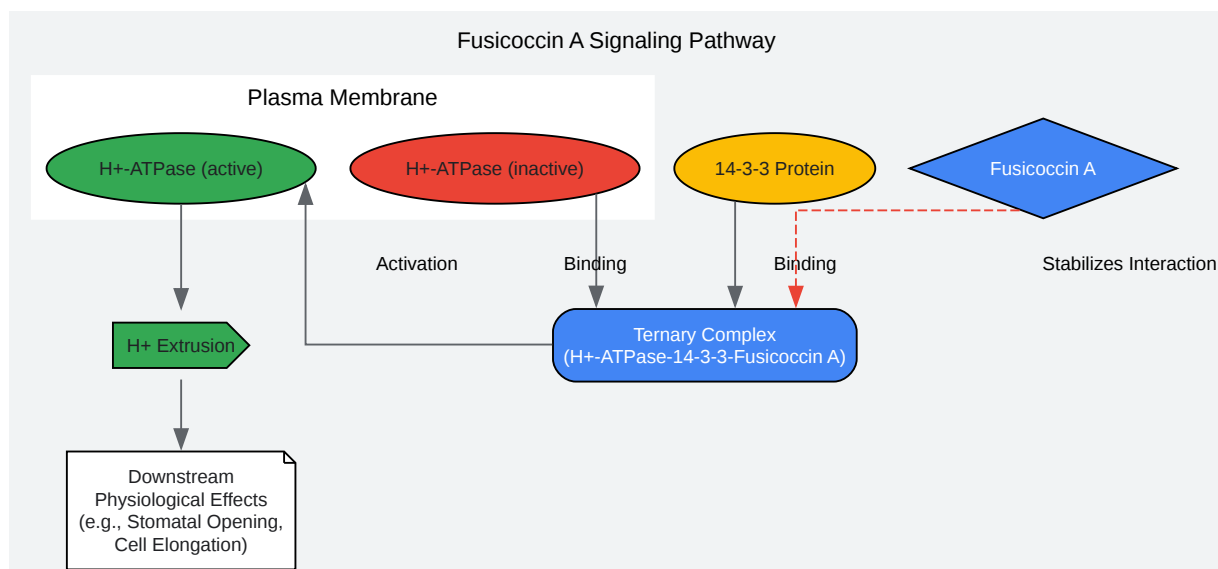 Fusicoccin A Signaling Pathway
Plasma Membrane
H+-ATPase (active)
H+-ATPase (inactive)
14-3-3 Protein
Fusicoccin A
Activation
Binding
Binding
Stabilizes Interaction
H+ Extrusion
Ternary Complex
(H+-ATPase-14-3-3-Fusicoccin A)
Downstream
Physiological Effects
(e.g., Stomatal Opening,
Cell Elongation)